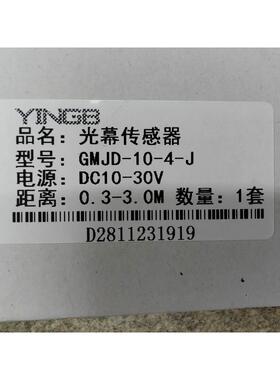 YINGB
品名：光幕传感器
型号：GMJD-10-4-J
电源：DC10-30V
距离：0.3-3.0M 数量：1套
D2811231919